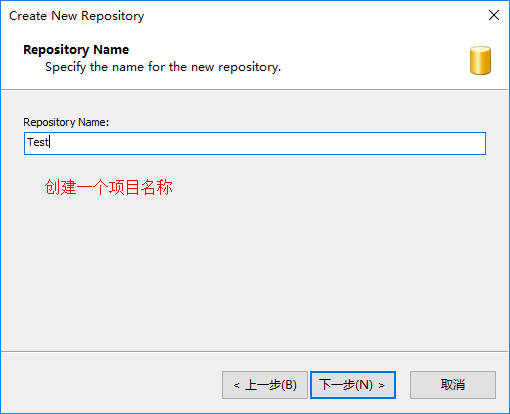 Create New Repository
Repository Name
Specify the name for the new repository.
Repository Name:
Test
创建一个项目名称
< 上一步(B)
下一步(N) >
取消